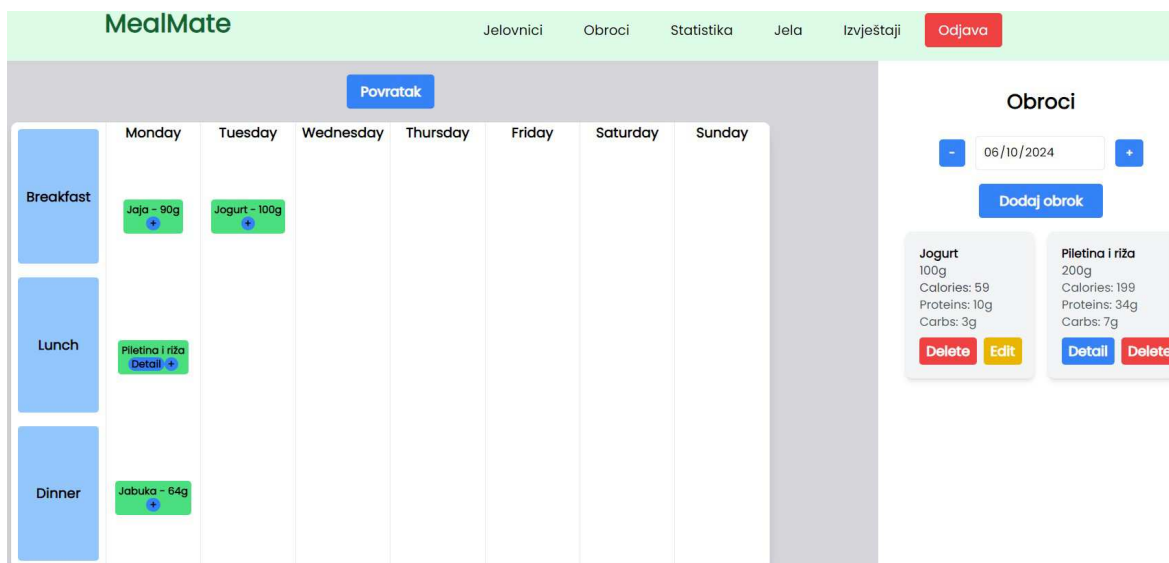 MealMate
Jelovnici Obroci Statistika Jela Izvještaji Odjava
Povratak
Monday Tuesday Wednesday Thursday Friday Saturday Sunday
Breakfast
Jaja - 90g
+
Jogurt - 100g
+
Lunch
Piletina i riža
Detail +
Dinner
Jabuka - 64g
+
Obroci
- 06/10/2024 +
Dodaj obrok
Jogurt
100g
Calories: 59
Proteins: 10g
Carbs: 3g
Delete Edit
Piletina i riža
200g
Calories: 199
Proteins: 34g
Carbs: 7g
Detail Delete